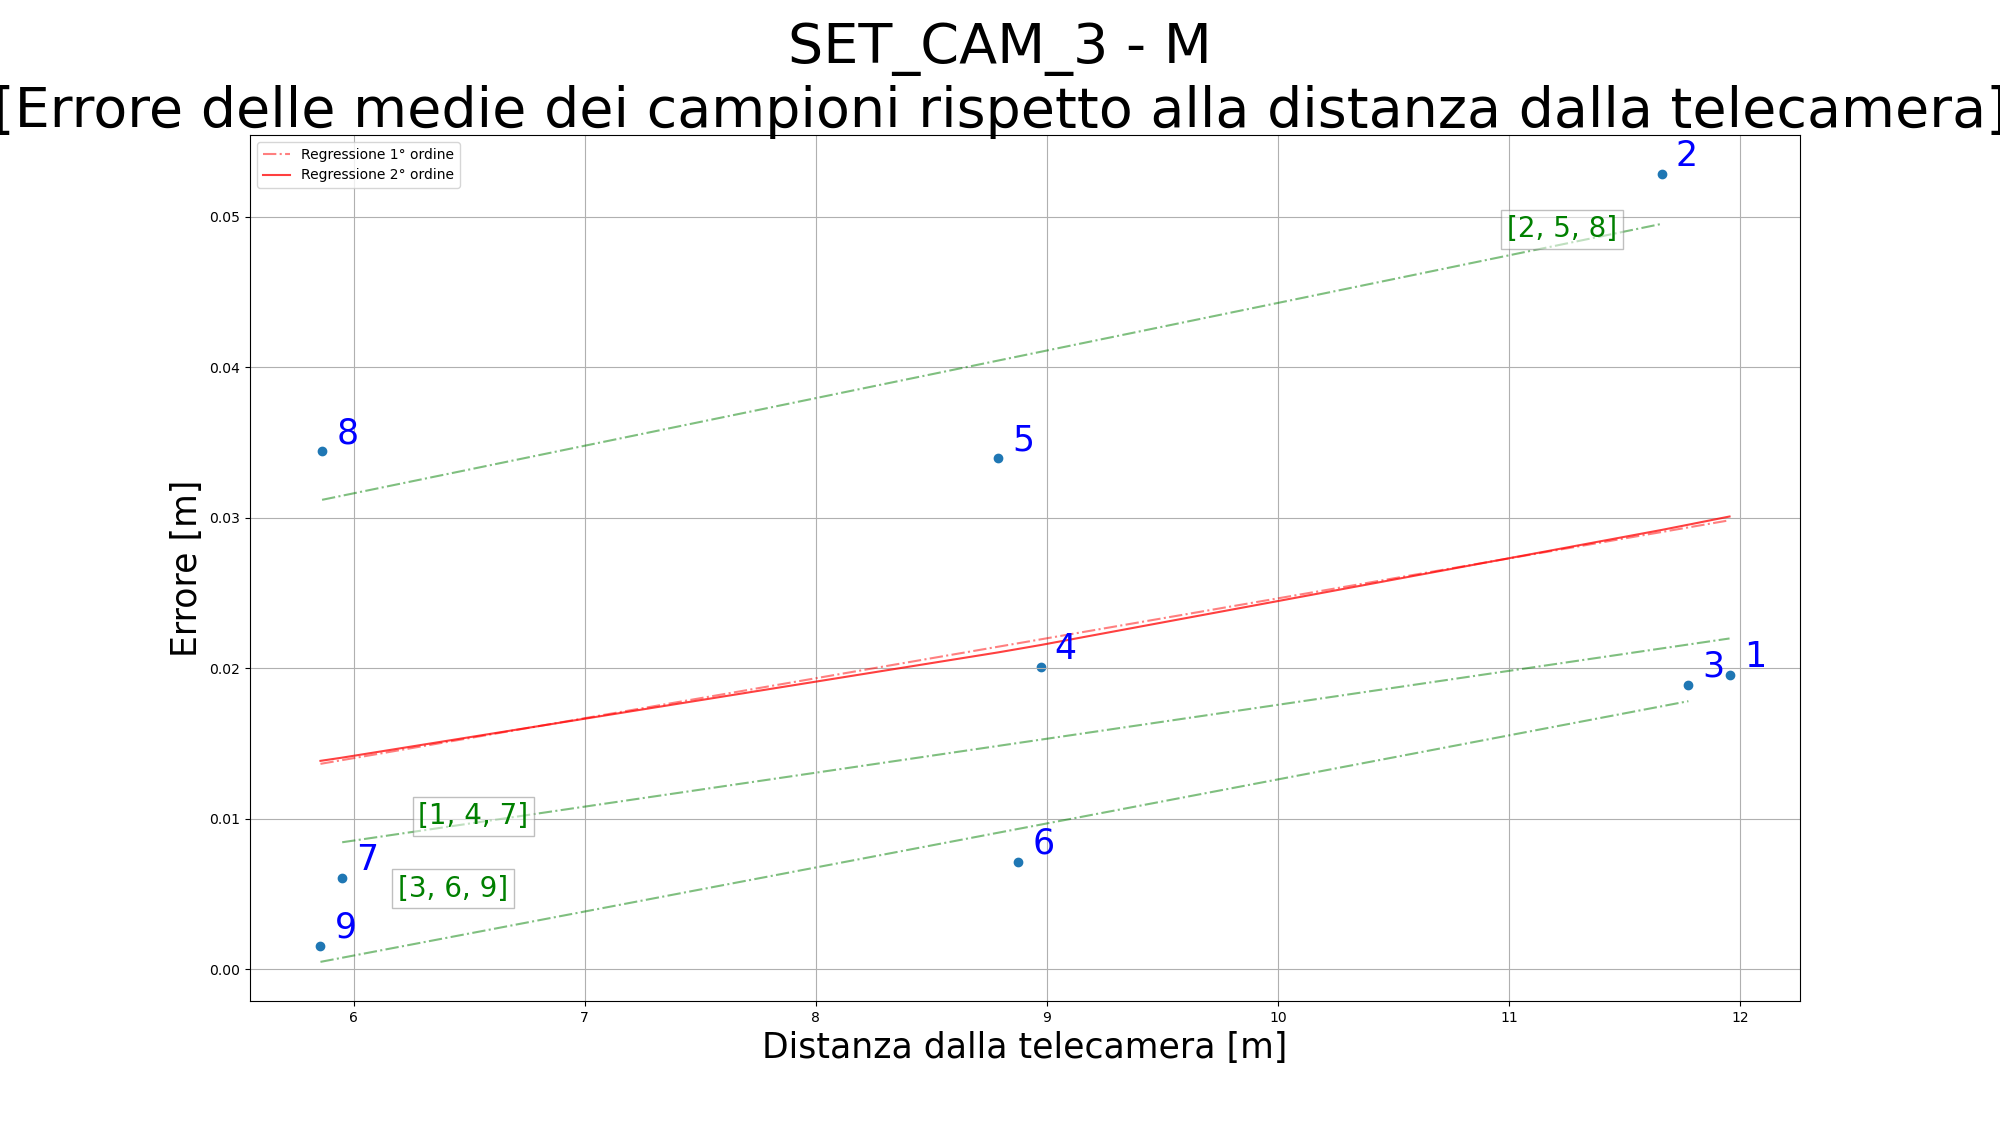 SET_CAM_3 - M
[Errore delle medie dei campioni rispetto alla distanza dalla telecamera]
Regressione 1° ordine
Regressione 2° ordine
2
[2, 5, 8]
0.05
0.04
8
5
Errore [m]
0.03
4
3
1
0.02
[1, 4, 7]
0.01
7
6
[3, 6, 9]
9
0.00
6
7
8
9
10
11
12
Distanza dalla telecamera [m]